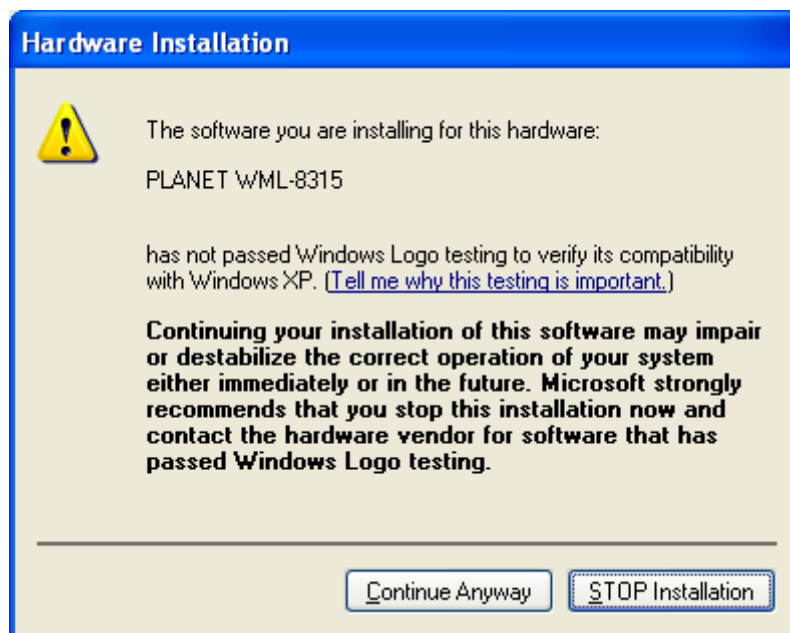 Hardware Installation
The software you are installing for this hardware:
PLANET WML-8315
has not passed Windows Logo testing to verify its compatibility
with Windows XP. (Tell me why this testing is important.)
Continuing your installation of this software may impair
or destabilize the correct operation of your system
either immediately or in the future. Microsoft strongly
recommends that you stop this installation now and
contact the hardware vendor for software that has
passed Windows Logo testing.
Continue Anyway
STOP Installation